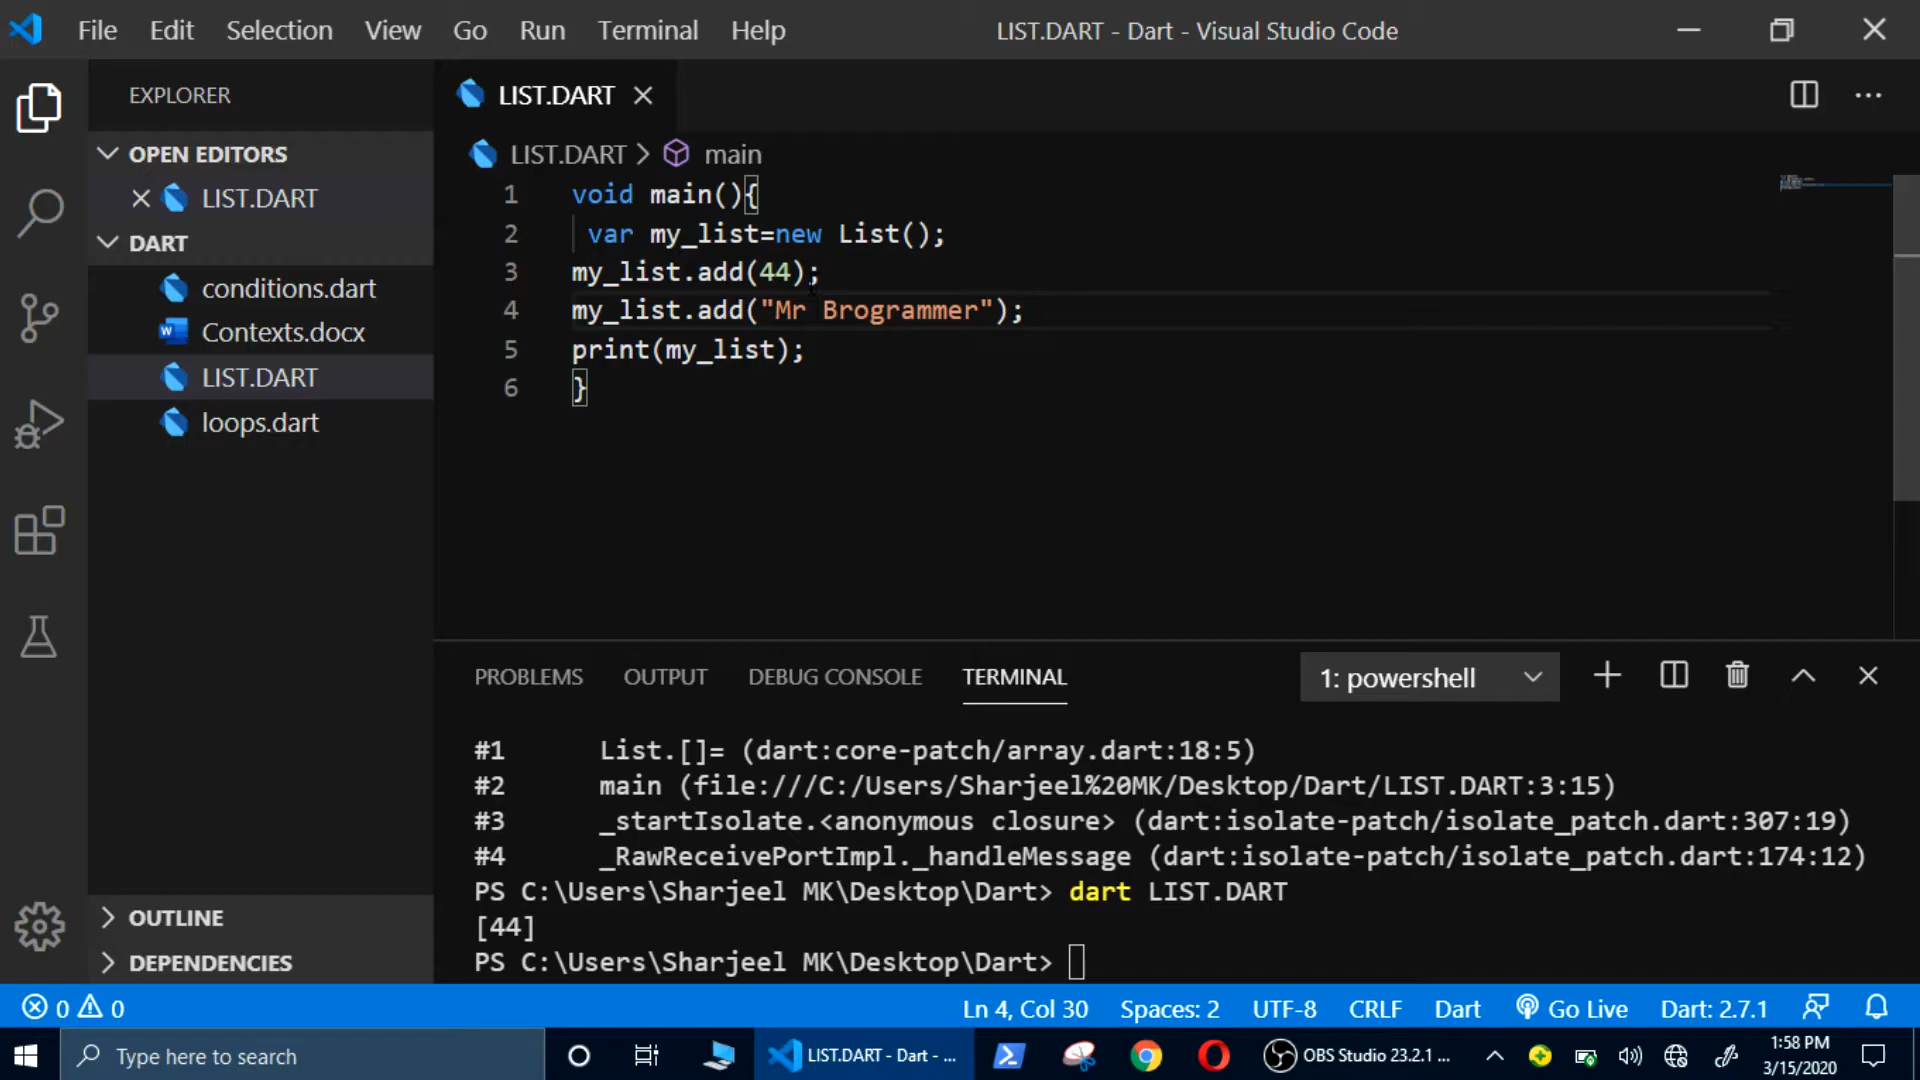 File Edit Selection View Go Run Terminal Help LIST.DART - Dart - Visual Studio Code
EXPLORER
OPEN EDITORS
LIST.DART
DART
conditions.dart
Contexts.docx
LIST.DART
loops.dart
OUTLINE
DEPENDENCIES
LIST.DART
LIST.DART > main
1 void main(){
2 var my_list=new List();
3 my_list.add(44);
4 my_list.add("Mr Brogrammer");
5 print(my_list);
6 }
PROBLEMS OUTPUT DEBUG CONSOLE TERMINAL 1: powershell
#1 List.[]= (dart:core-patch/array.dart:18:5)
#2 main (file:///C:/Users/Sharjeel%20MK/Desktop/Dart/LIST.DART:3:15)
#3 _startIsolate.<anonymous closure> (dart:isolate-patch/isolate_patch.dart:307:19)
#4 _RawReceivePortImpl._handleMessage (dart:isolate-patch/isolate_patch.dart:174:12)
PS C:\Users\Sharjeel MK\Desktop\Dart> dart LIST.DART
[44]
PS C:\Users\Sharjeel MK\Desktop\Dart>
0 0 Ln 4, Col 30 Spaces: 2 UTF-8 CRLF Dart Go Live Dart: 2.7.1
Type here to search LIST.DART - Dart - ... OBS Studio 23.2.1 ... 1:58 PM
3/15/2020